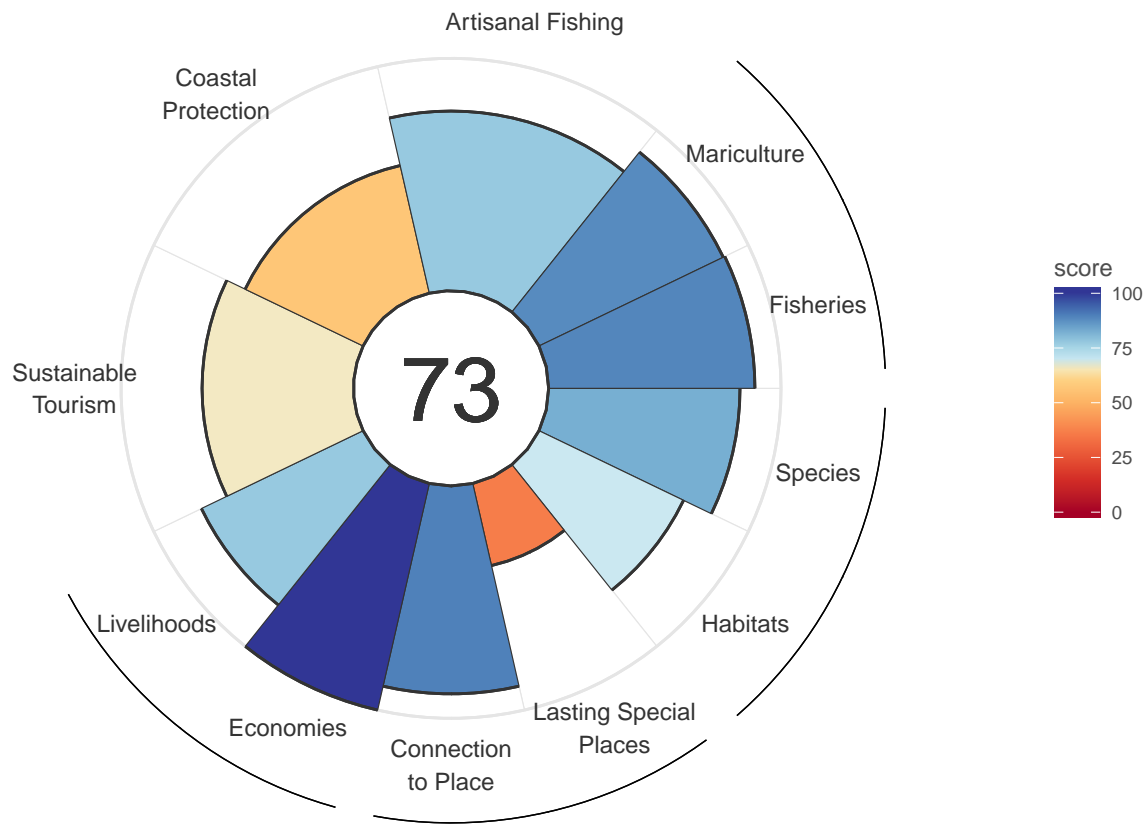 Artisanal Fishing
Coastal
Protection
Mariculture
Fisheries
Sustainable
Tourism
73
Species
Livelihoods
Habitats
Economies
Lasting Special
Places
Connection
to Place
score
100
75
50
25
0